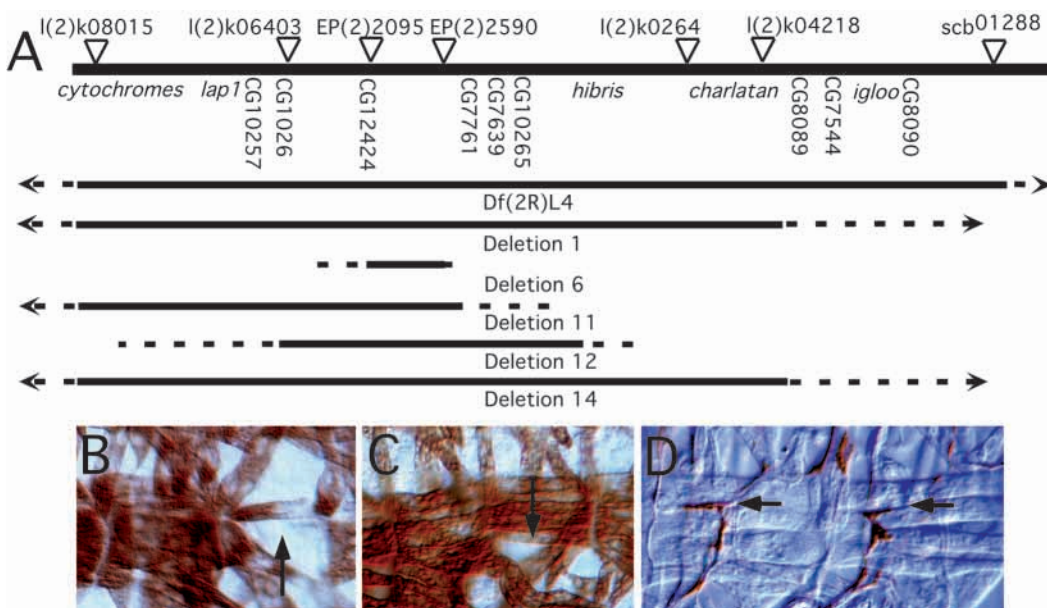 l(2)k08015 l(2)k06403 EP(2)2095 EP(2)2590 l(2)k0264 l(2)k04218 scb01288
A
cytochromes lap1 CG10257 CG1026 CG12424 CG7761 CG7639 CG10265 hibris charlatan CG8089 CG7544 igloo CG8090
Df(2R)L4
Deletion 1
Deletion 6
Deletion 11
Deletion 12
Deletion 14
B C D